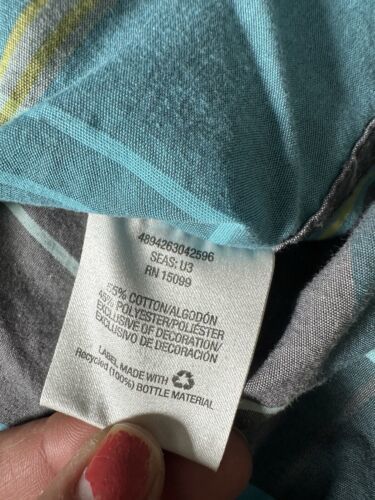 4894263042596
SEAS: U3
RN 15099
55% COTTON/ALGODÓN
45% POLYESTER/POLIÉSTER
EXCLUSIVE OF DECORATION/
EXCLUSIVO DE DECORACIÓN
LABEL MADE WITH
Recycled (100%) BOTTLE MATERIAL